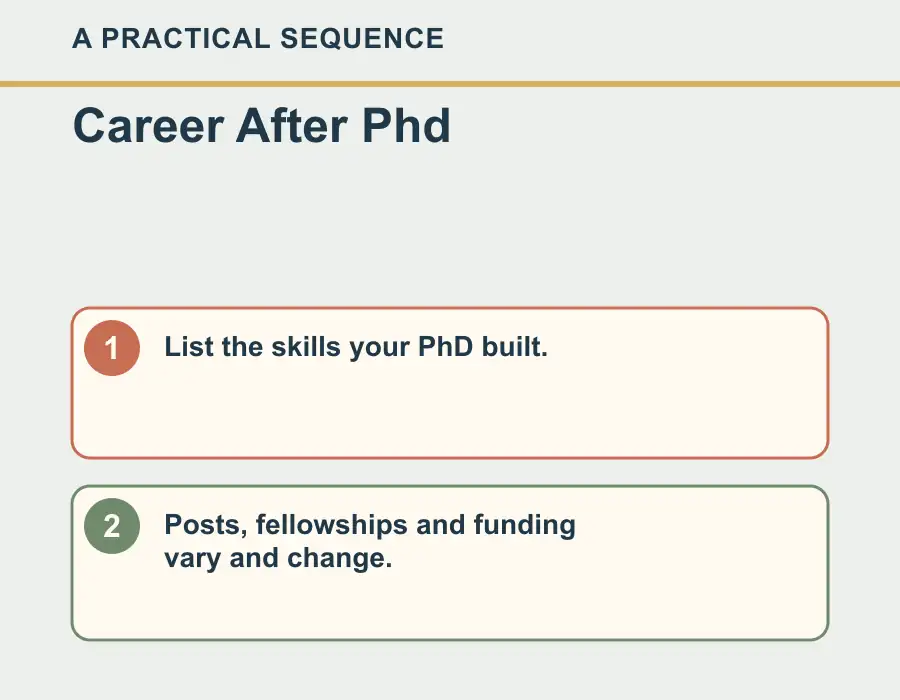 A PRACTICAL SEQUENCE
Career After Phd
1
List the skills your PhD built.
2
Posts, fellowships and funding
vary and change.